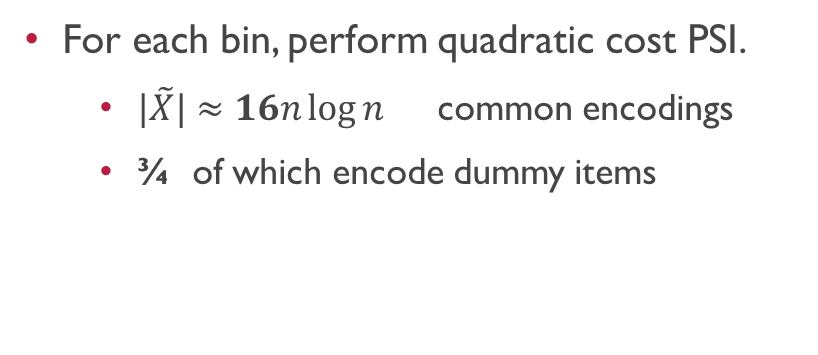 • For each bin, perform quadratic cost PSI.
• |X̃| ≈ 16n log n common encodings
• ¾ of which encode dummy items